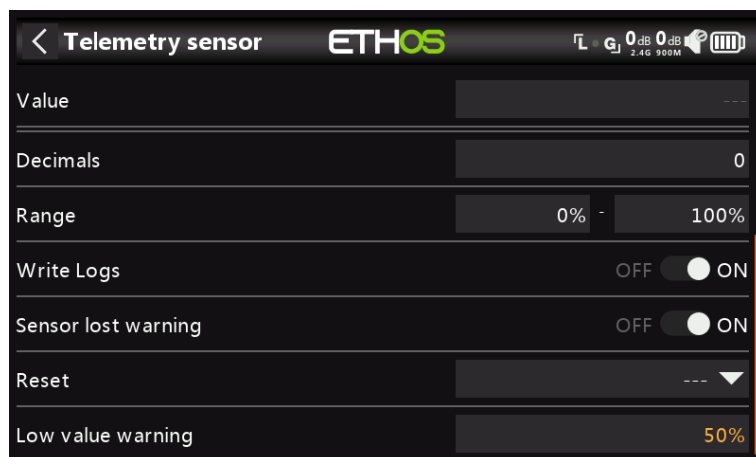 Telemetry sensor ETHOS L G 0dB 0dB
2.4G 900M
Value ---
Decimals 0
Range 0% - 100%
Write Logs OFF ON
Sensor lost warning OFF ON
Reset ---
Low value warning 50%